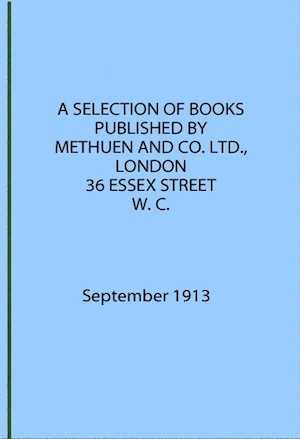 A SELECTION OF BOOKS
PUBLISHED BY
METHUEN AND CO. LTD.,
LONDON
36 ESSEX STREET
W. C.
September 1913